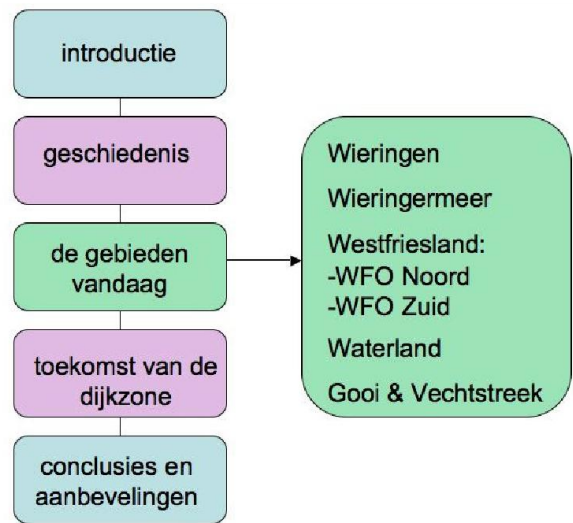 introductie
geschiedenis
de gebieden
vandaag
toekomst van de
dijkzone
conclusies en
aanbevelingen
Wieringen
Wieringermeer
Westfriesland:
-WFO Noord
-WFO Zuid
Waterland
Gooi & Vechtstreek